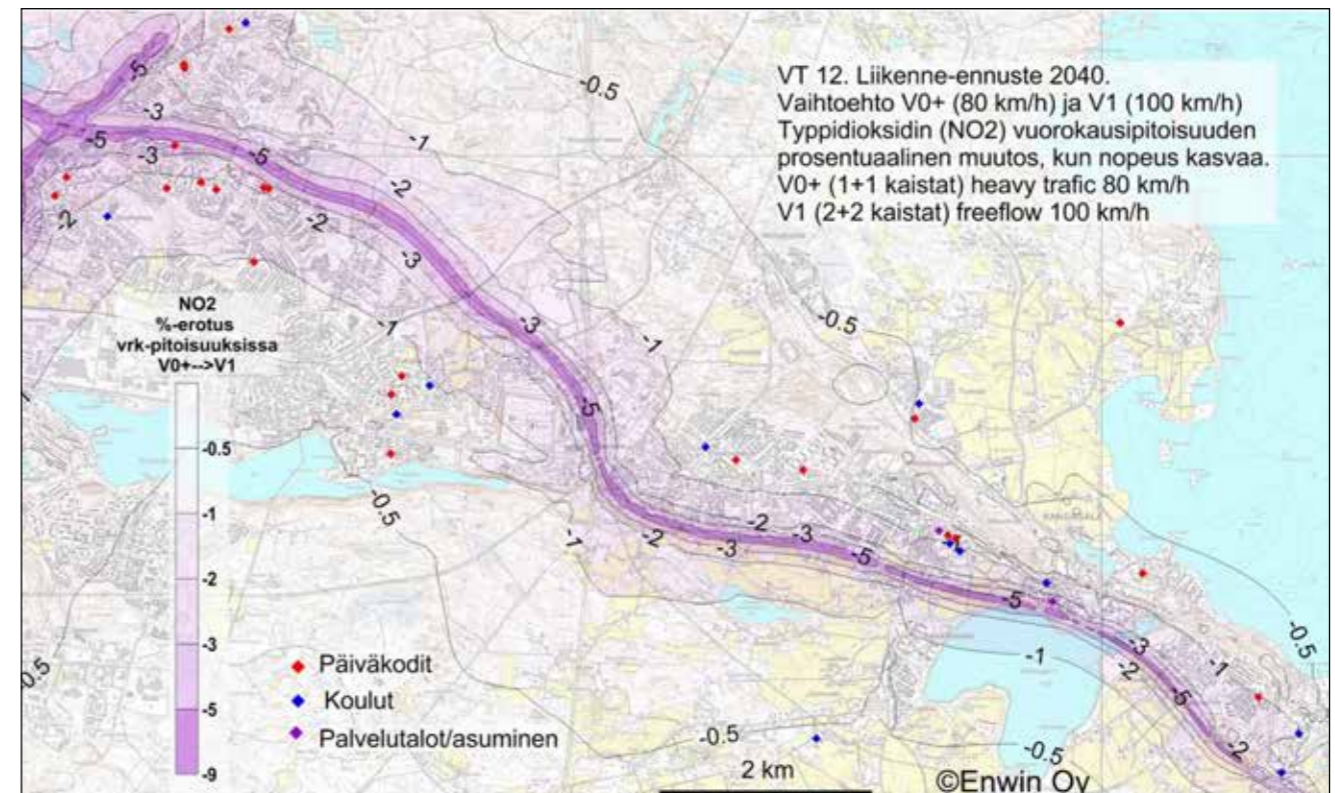 VT 12. Liikenne-ennuste 2040.
Vaihtoehto V0+ (80 km/h) ja V1 (100 km/h)
Typpidioksidin (NO2) vuorokausipitoisuuden
prosentuaalinen muutos, kun nopeus kasvaa.
V0+ (1+1 kaistat) heavy trafic 80 km/h
V1 (2+2 kaistat) freeflow 100 km/h
-5
-3
-5
-3
-5
-2
-2
-1
-2
-0.5
-3
-1
-3
-1
-0.5
-5
NO2
%-erotus
vrk-pitoisuuksissa
V0+-->V1
-0.5
-1
-2
-3
-5
-9
-0.5
-1
-2
-3
-2
-3
-5
-5
-1
-3
-2
-1
-5
-2
-0.5
-0.5
-0.5
-0.5
Päiväkodit
Koulut
Palvelutalot/asuminen
2 km
©Enwin Oy